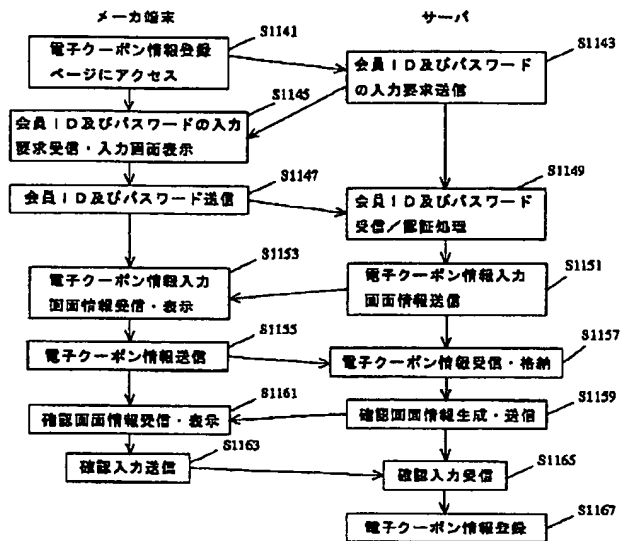 メーカ端末
サーバ
S1141
電子クーポン情報登録
ページにアクセス
S1143
会員ID及びパスワード
の入力要求送信
S1145
会員ID及びパスワードの入力
要求受信・入力画面表示
S1147
会員ID及びパスワード送信
S1149
会員ID及びパスワード
受信/認証処理
S1153
電子クーポン情報入力
画面情報受信・表示
S1151
電子クーポン情報入力
画面情報送信
S1155
電子クーポン情報送信
S1157
電子クーポン情報受信・格納
S1161
確認画面情報受信・表示
S1159
確認画面情報生成・送信
S1163
確認入力送信
S1165
確認入力受信
S1167
電子クーポン情報登録